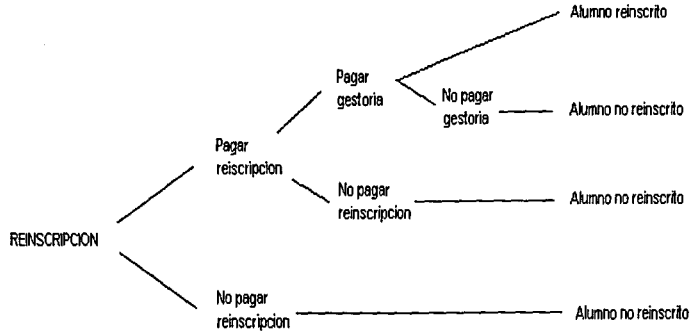 Alumno reinscrito
Pagar
gestoria
No pagar
gestoria
Alumno no reinscrito
Pagar
reiscripcion
No pagar
reinscripcion
Alumno no reinscrito
REINSCRIPCION
No pagar
reinscripcion
Alumno no reinscrito